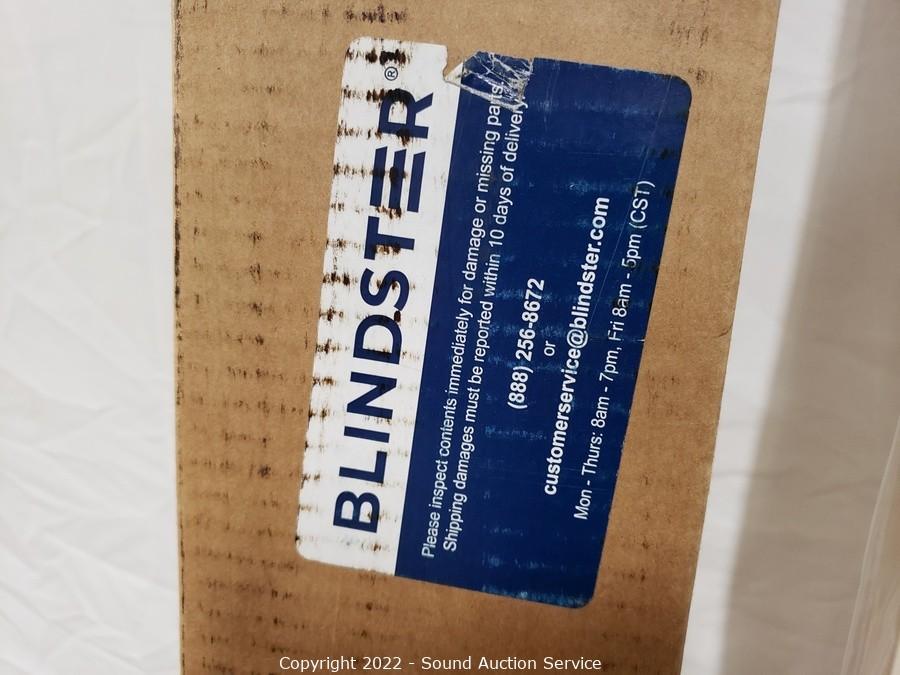 BLINDSTER®
Please inspect contents immediately for damage or missing parts.
Shipping damages must be reported within 10 days of delivery.
(888) 256-8672
or
customerservice@blindster.com
Mon - Thurs: 8am - 7pm, Fri 8am - 5pm (CST)
Copyright 2022 - Sound Auction Service